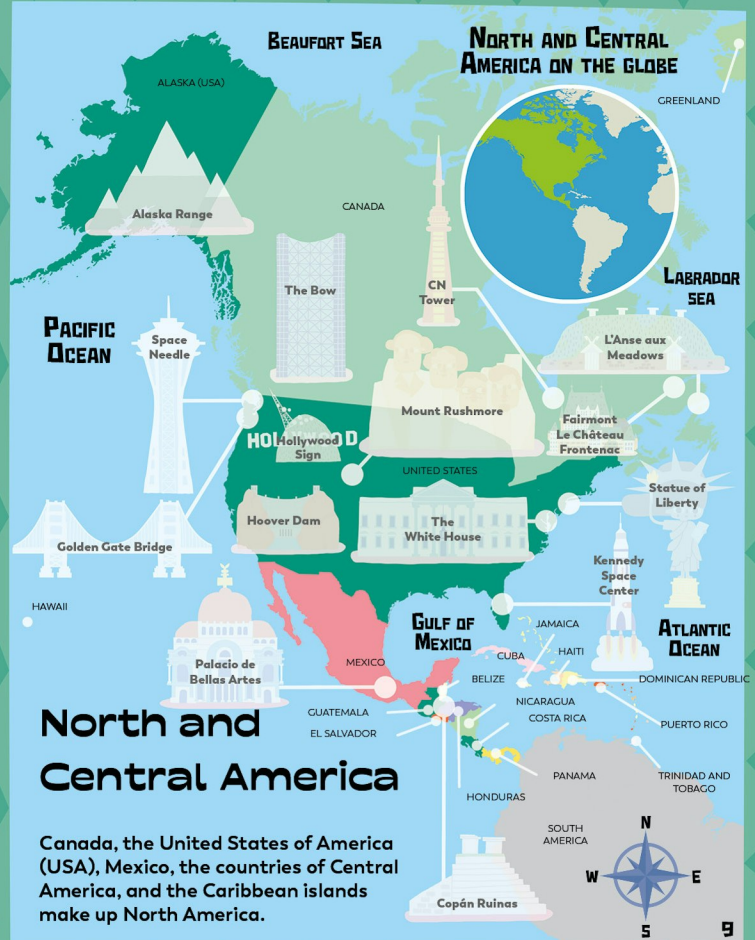 BEAUFORT SEA
NORTH AND CENTRAL
AMERICA ON THE GLOBE
ALASKA (USA)
GREENLAND
Alaska Range
CANADA
The Bow
CN
Tower
LABRADOR
SEA
PACIFIC
OCEAN
Space
Needle
L'Anse aux
Meadows
Mount Rushmore
Fairmont
Le Château
Frontenac
HOLLYWOOD
Hollywood
Sign
UNITED STATES
Statue of
Liberty
Hoover Dam
The
White House
Golden Gate Bridge
Kennedy
Space
Center
HAWAII
GULF OF
MEXICO
JAMAICA
ATLANTIC
OCEAN
CUBA
HAITI
Palacio de
Bellas Artes
MEXICO
BELIZE
DOMINICAN REPUBLIC
NICARAGUA
GUATEMALA
COSTA RICA
PUERTO RICO
EL SALVADOR
North and
Central America
PANAMA
TRINIDAD AND
TOBAGO
HONDURAS
SOUTH
AMERICA
N
W
E
S
Canada, the United States of America
(USA), Mexico, the countries of Central
America, and the Caribbean islands
make up North America.
Copán Ruinas
9